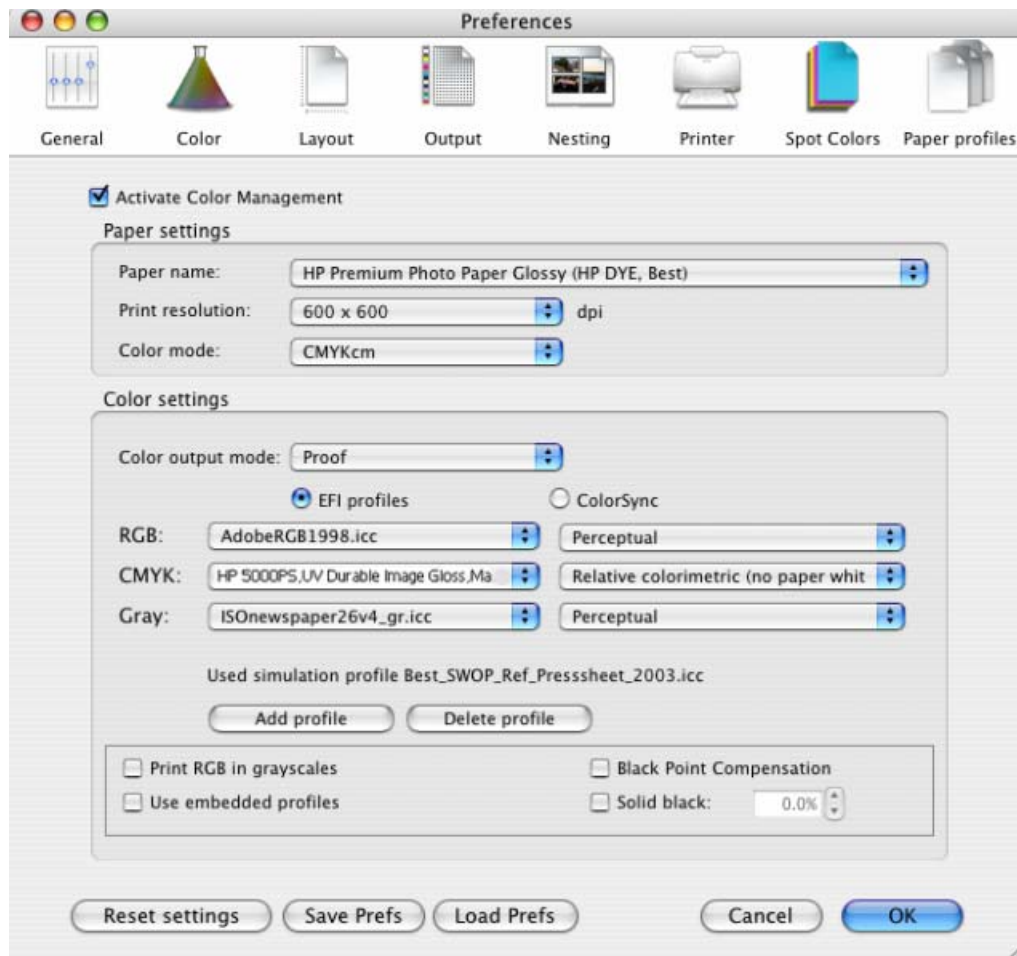 Preferences
General Color Layout Output Nesting Printer Spot Colors Paper profiles
Activate Color Management
Paper settings
Paper name: HP Premium Photo Paper Glossy (HP DYE, Best)
Print resolution: 600 x 600 dpi
Color mode: CMYKcm
Color settings
Color output mode: Proof
EFI profiles ColorSync
RGB: AdobeRGB1998.icc Perceptual
CMYK: HP 5000PS,UV Durable Image Gloss,Ma Relative colorimetric (no paper whit
Gray: ISOnewspaper26v4_gr.icc Perceptual
Used simulation profile Best_SWOP_Ref_Presssheet_2003.icc
Add profile Delete profile
Print RGB in grayscales Black Point Compensation
Use embedded profiles Solid black: 0.0%
Reset settings Save Prefs Load Prefs Cancel OK